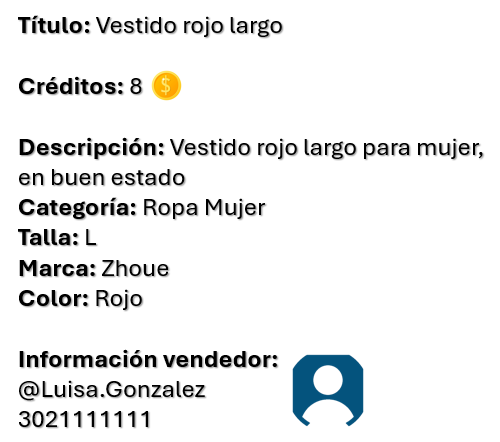 Título: Vestido rojo largo
Créditos: 8 $
Descripción: Vestido rojo largo para mujer,
en buen estado
Categoría: Ropa Mujer
Talla: L
Marca: Zhoue
Color: Rojo
Información vendedor:
@Luisa.Gonzalez
3021111111